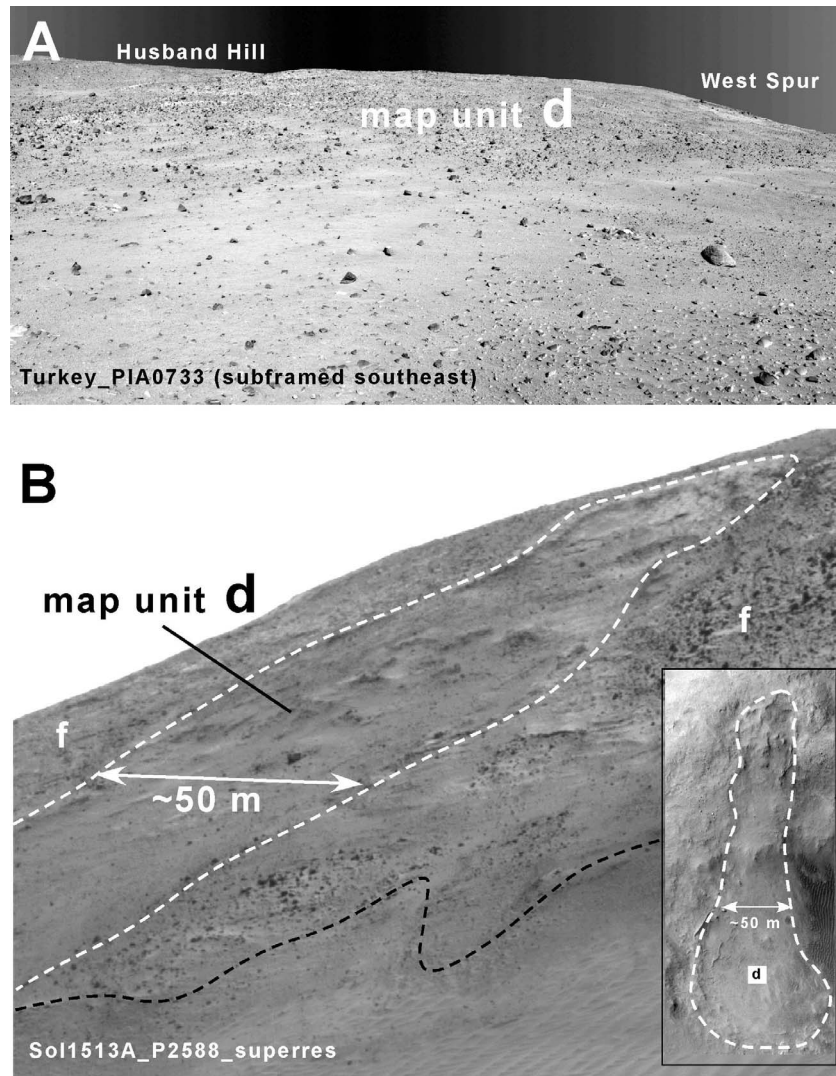 A
Husband Hill
West Spur
map unit d
Turkey_PIA0733 (subframed southeast)
B
map unit d
f
f
~50 m
~50 m
d
Sol1513A_P2588_superres